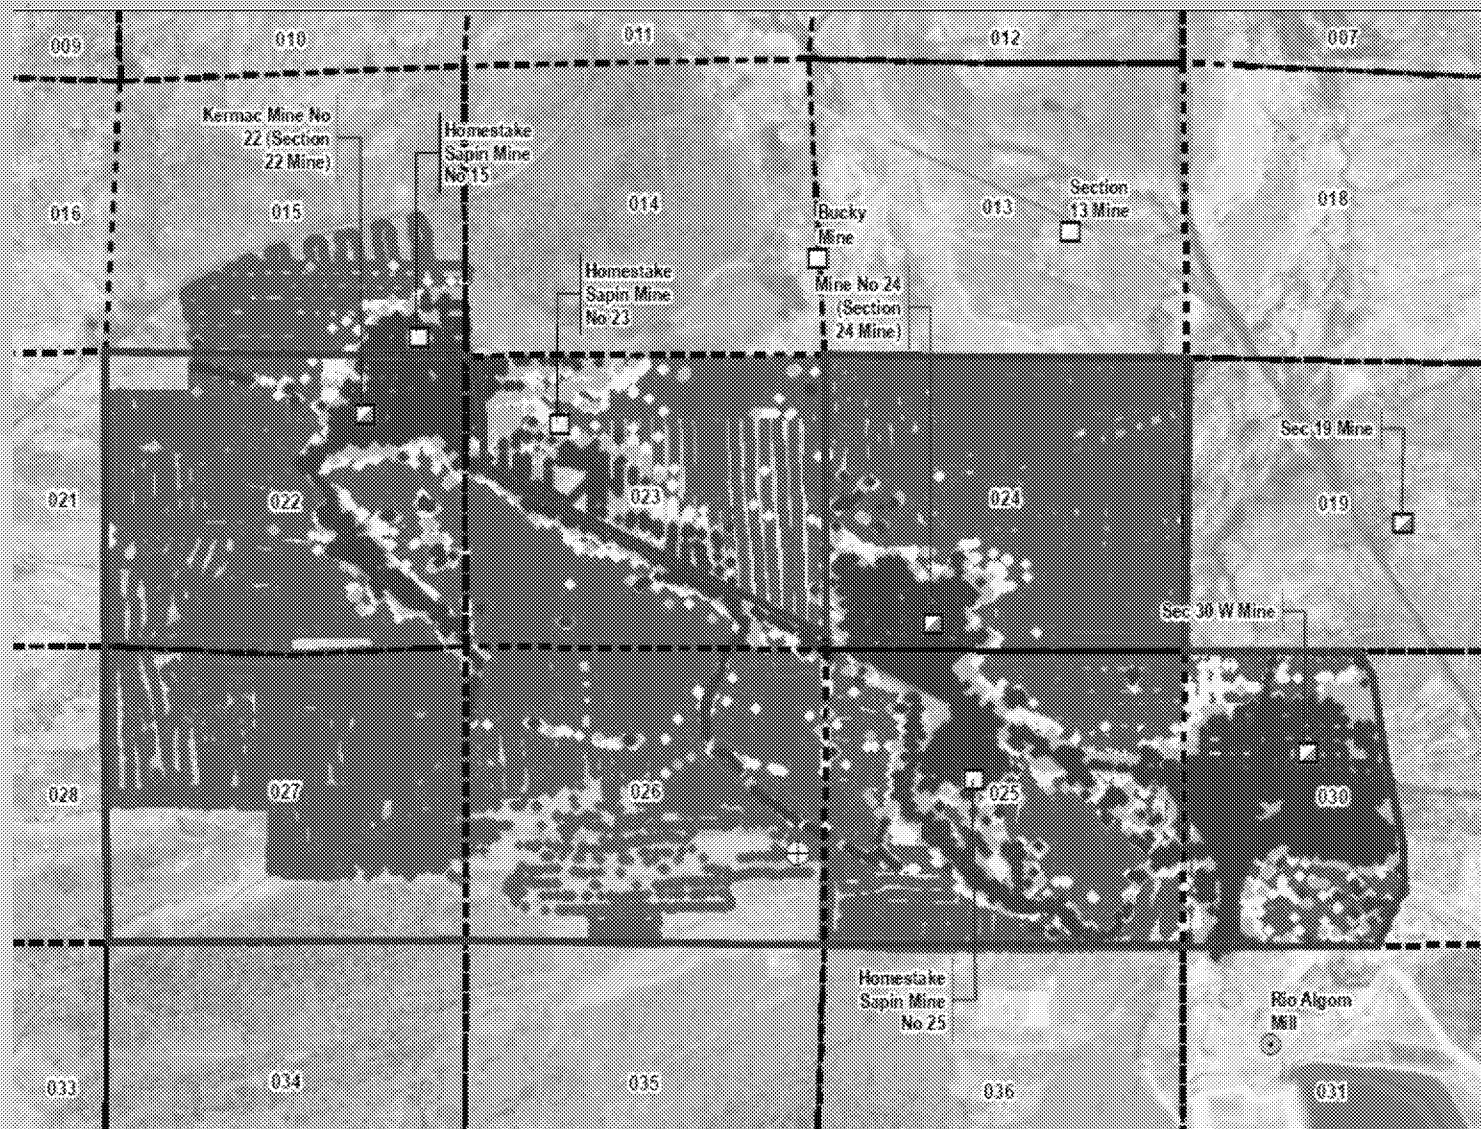 009
010
011
012
007
Kermac Mine No
22 (Section
22 Mine)
Homestake
Sapin Mine
No 15
016
015
014
Bucky
Mine
013
Section
13 Mine
018
Homestake
Sapin Mine
No 23
Mine No 24
(Section
24 Mine)
Sec 19 Mine
021
022
023
024
019
Sec 30 W Mine
028
027
026
025
030
Homestake
Sapin Mine
No 25
Rio Algom
Mill
033
034
035
036
031